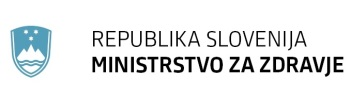 REPUBLIKA SLOVENIJA
MINISTRSTVO ZA ZDRAVJE